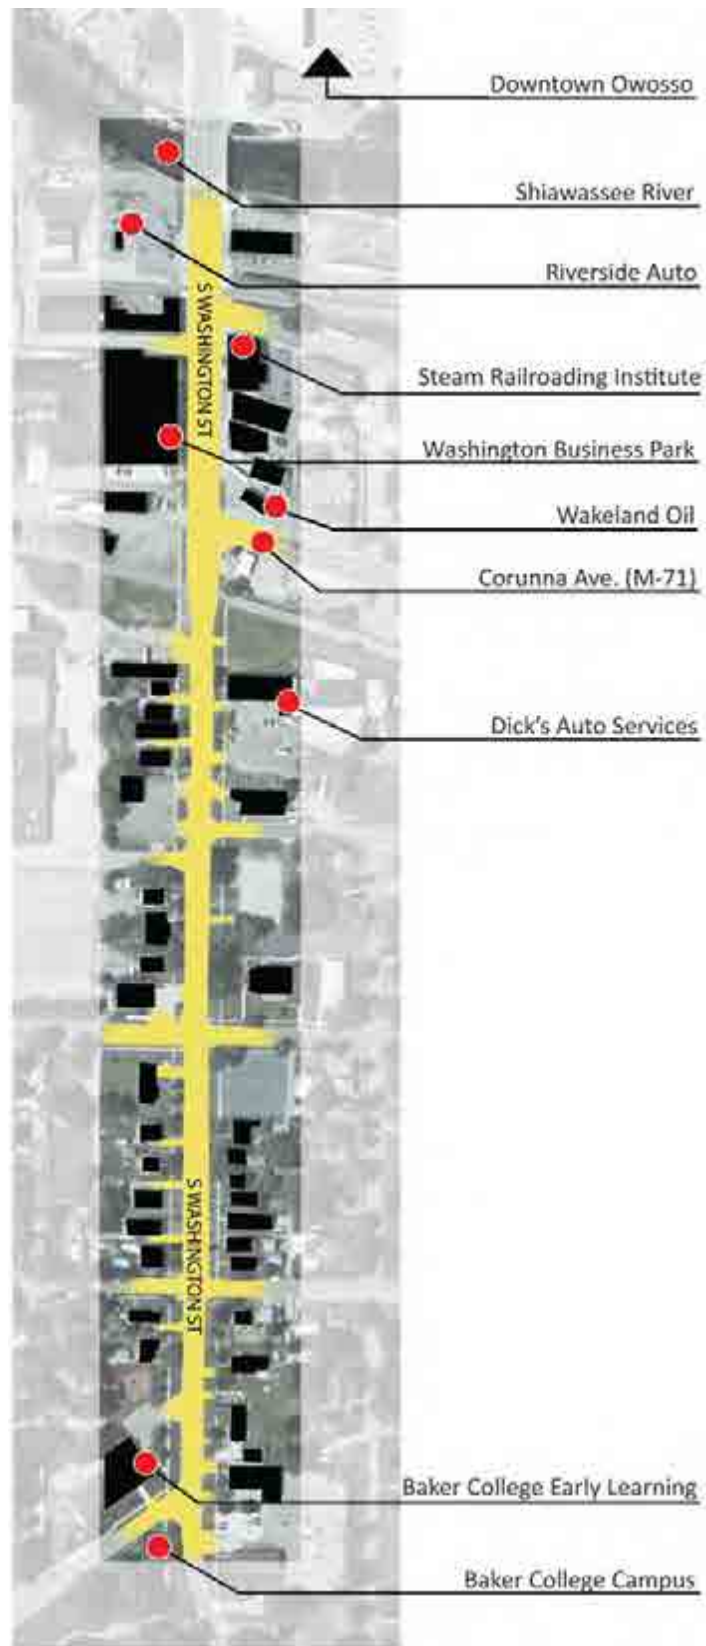 Downtown Owosso
Shiawassee River
Riverside Auto
S WASHINGTON ST
Steam Railroading Institute
Washington Business Park
Wakeland Oil
Corunna Ave. (M-71)
Dick's Auto Services
S WASHINGTON ST
Baker College Early Learning
Baker College Campus